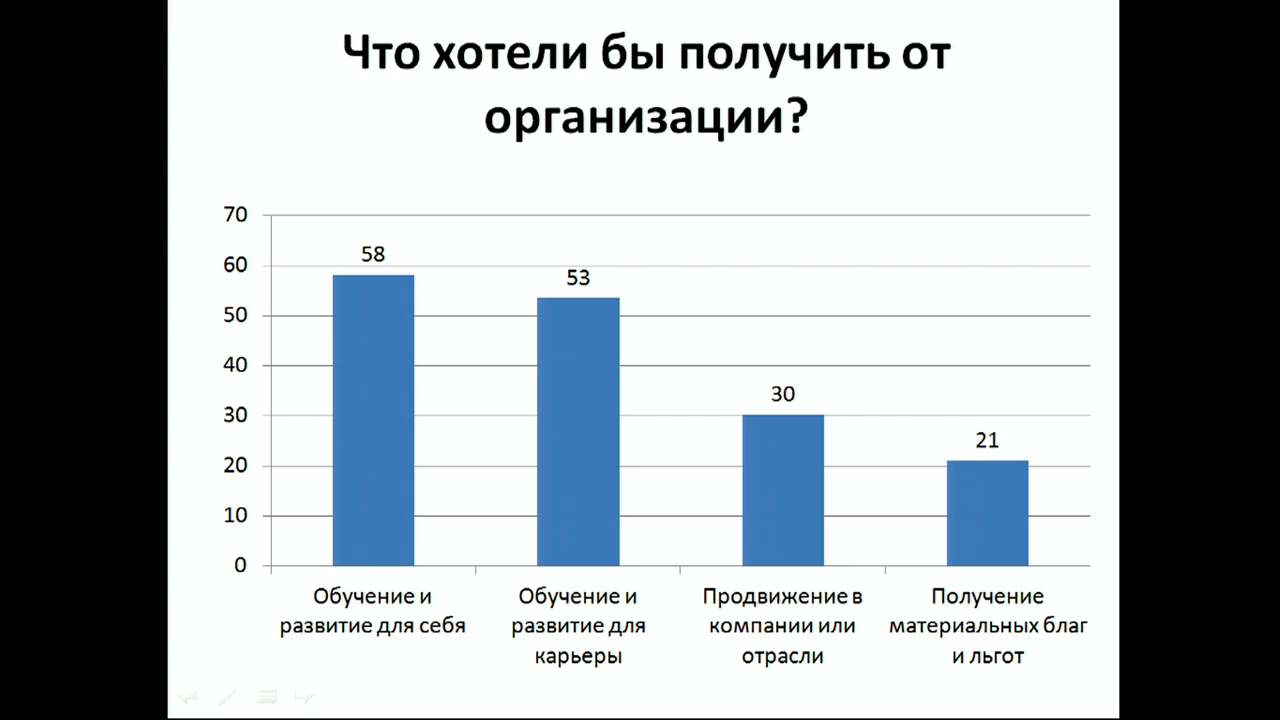 Что хотели бы получить от
организации?
70
60
50
40
30
20
10
0
58
53
30
21
Обучение и
развитие для себя
Обучение и
развитие для
карьеры
Продвижение в
компании или
отрасли
Получение
материальных благ
и льгот